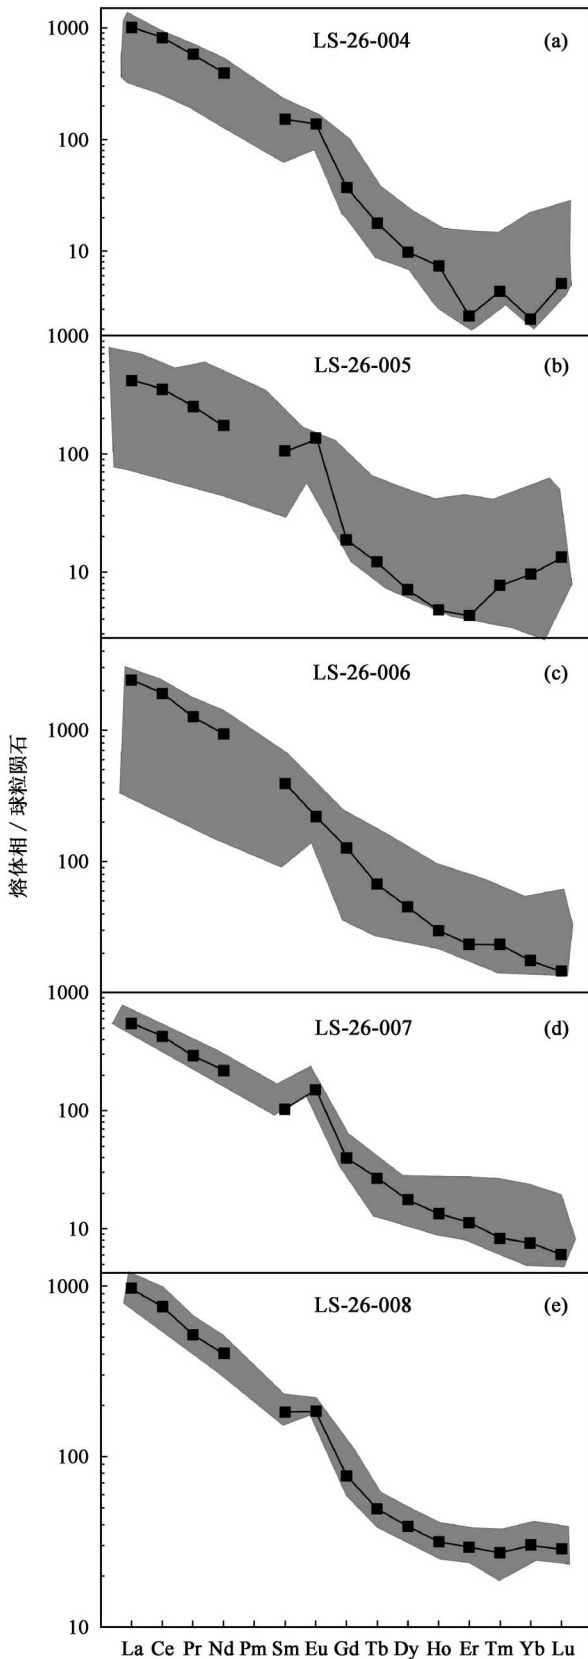 1000
LS-26-004
(a)
100
10
1000
LS-26-005
(b)
100
10
LS-26-006
(c)
1000
熔体相 / 球粒陨石
100
1000
LS-26-007
(d)
100
10
1000
LS-26-008
(e)
100
10
La Ce Pr Nd Pm Sm Eu Gd Tb Dy Ho Er Tm Yb Lu